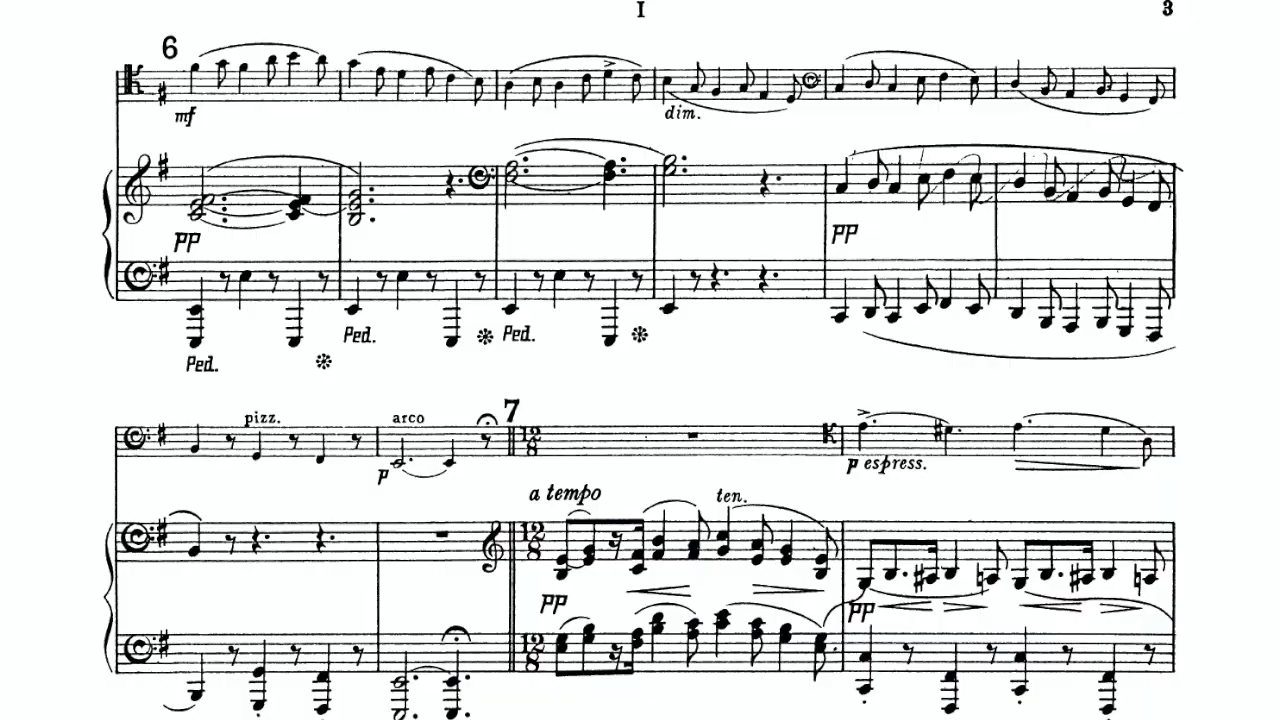 I 3
6
mf dim.
PP PP
Ped. Ped.
Ped.
pizz. arco 7
12 8
p p espress.
a tempo ten.
12 8
PP PP
12 8